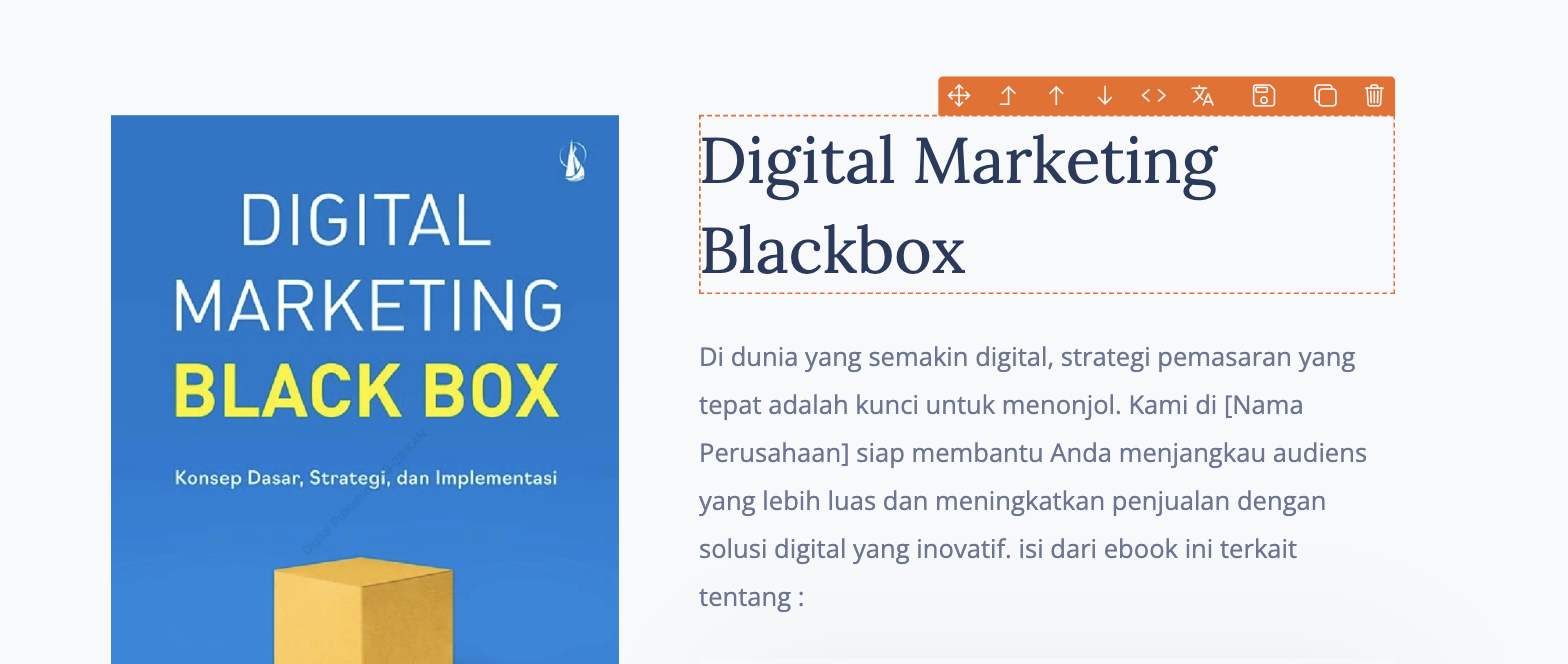 DIGITAL
MARKETING
BLACK BOX
Konsep Dasar, Strategi, dan Implementasi
Digital Marketing
Blackbox
Di dunia yang semakin digital, strategi pemasaran yang
tepat adalah kunci untuk menonjol. Kami di [Nama
Perusahaan] siap membantu Anda menjangkau audiens
yang lebih luas dan meningkatkan penjualan dengan
solusi digital yang inovatif. isi dari ebook ini terkait
tentang :